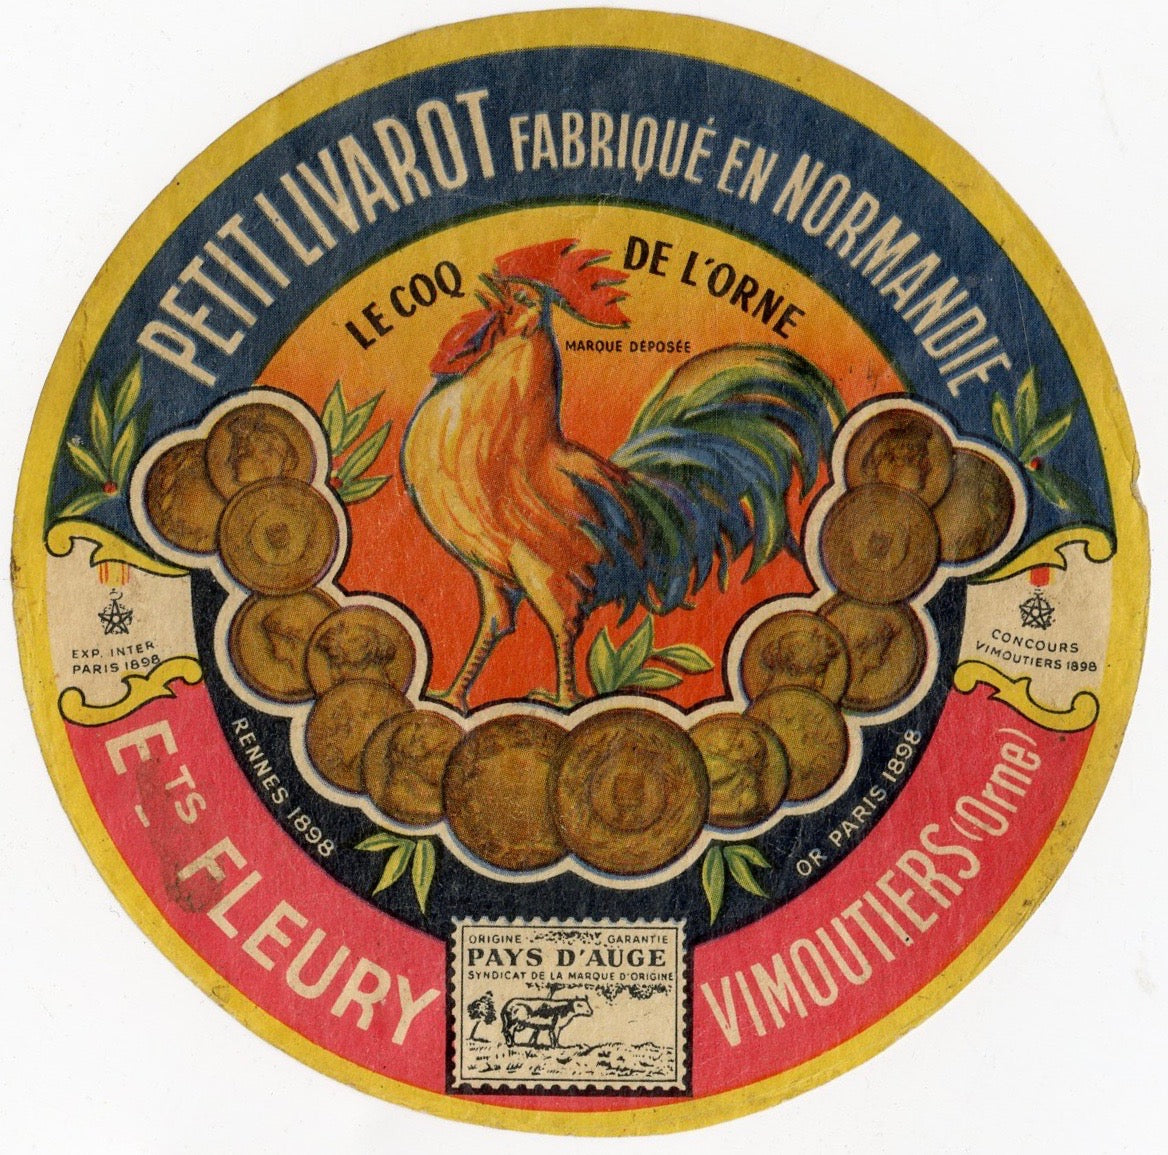 PETIT LIVAROT FABRIQUÉ EN NORMANDIE
LE COQ DE L'ORNE
MARQUE DÉPOSÉE
EXP. INTER.
PARIS 1898
CONCOURS
VIMOUTIERS 1898
RENNES 1898
OR PARIS 1898
ETS FLEURY
VIMOUTIERS (Orne)
ORIGINE GARANTIE
PAYS D'AUGE
SYNDICAT DE LA MARQUE D'ORIGINE